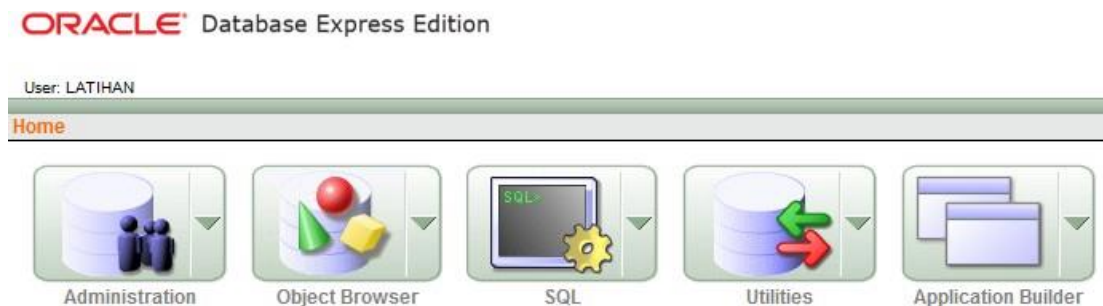 ORACLE Database Express Edition
User: LATIHAN
Home
SQL>
Administration Object Browser SQL Utilities Application Builder